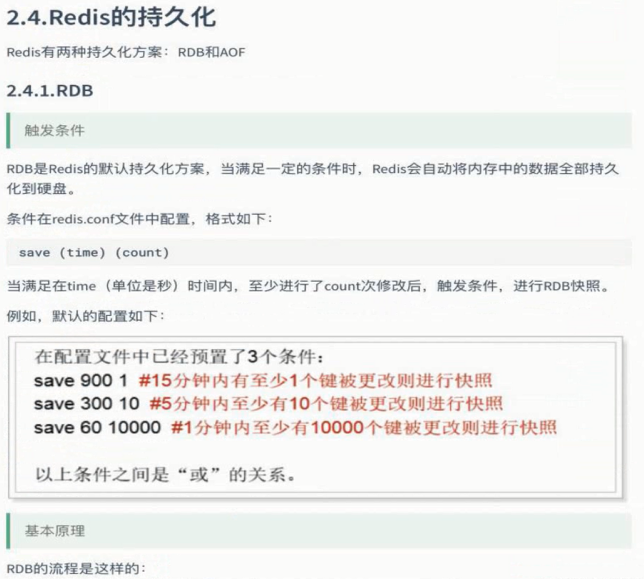 2.4.Redis的持久化
Redis有两种持久化方案：RDB和AOF
2.4.1.RDB
触发条件
RDB是Redis的默认持久化方案，当满足一定的条件时，Redis会自动将内存中的数据全部持久
化到硬盘。
条件在redis.conf文件中配置，格式如下：
save (time) (count)
当满足在time（单位是秒）时间内，至少进行了count次修改后，触发条件，进行RDB快照。
例如，默认的配置如下：
在配置文件中已经预置了3个条件：
save 900 1 #15分钟内有至少1个键被更改则进行快照
save 300 10 #5分钟内至少有10个键被更改则进行快照
save 60 10000 #1分钟内至少有10000个键被更改则进行快照
以上条件之间是“或”的关系。
基本原理
RDB的流程是这样的：